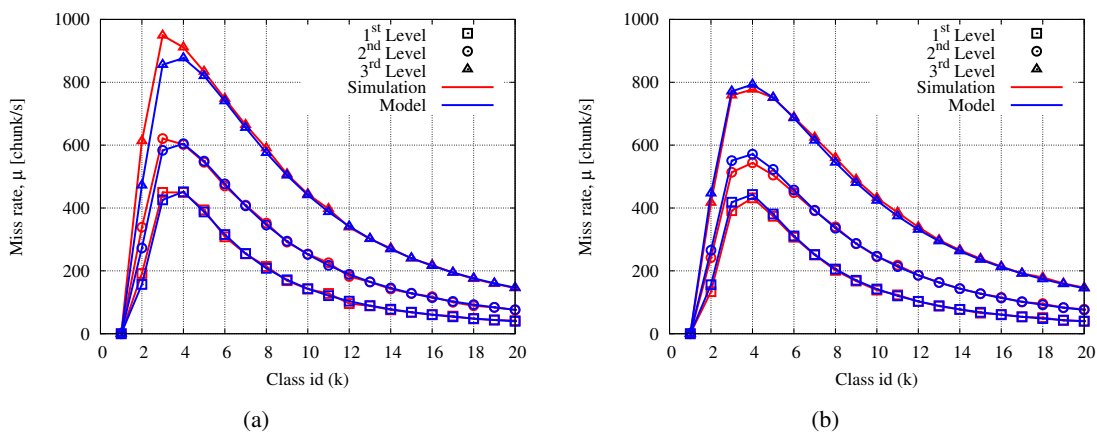 1000
800
600
400
200
0
Miss rate, μ [chunk/s]
0 2 4 6 8 10 12 14 16 18 20
Class id (k)
1st Level
2nd Level
3rd Level
Simulation
Model
(a)
1000
800
600
400
200
0
Miss rate, μ [chunk/s]
0 2 4 6 8 10 12 14 16 18 20
Class id (k)
1st Level
2nd Level
3rd Level
Simulation
Model
(b)